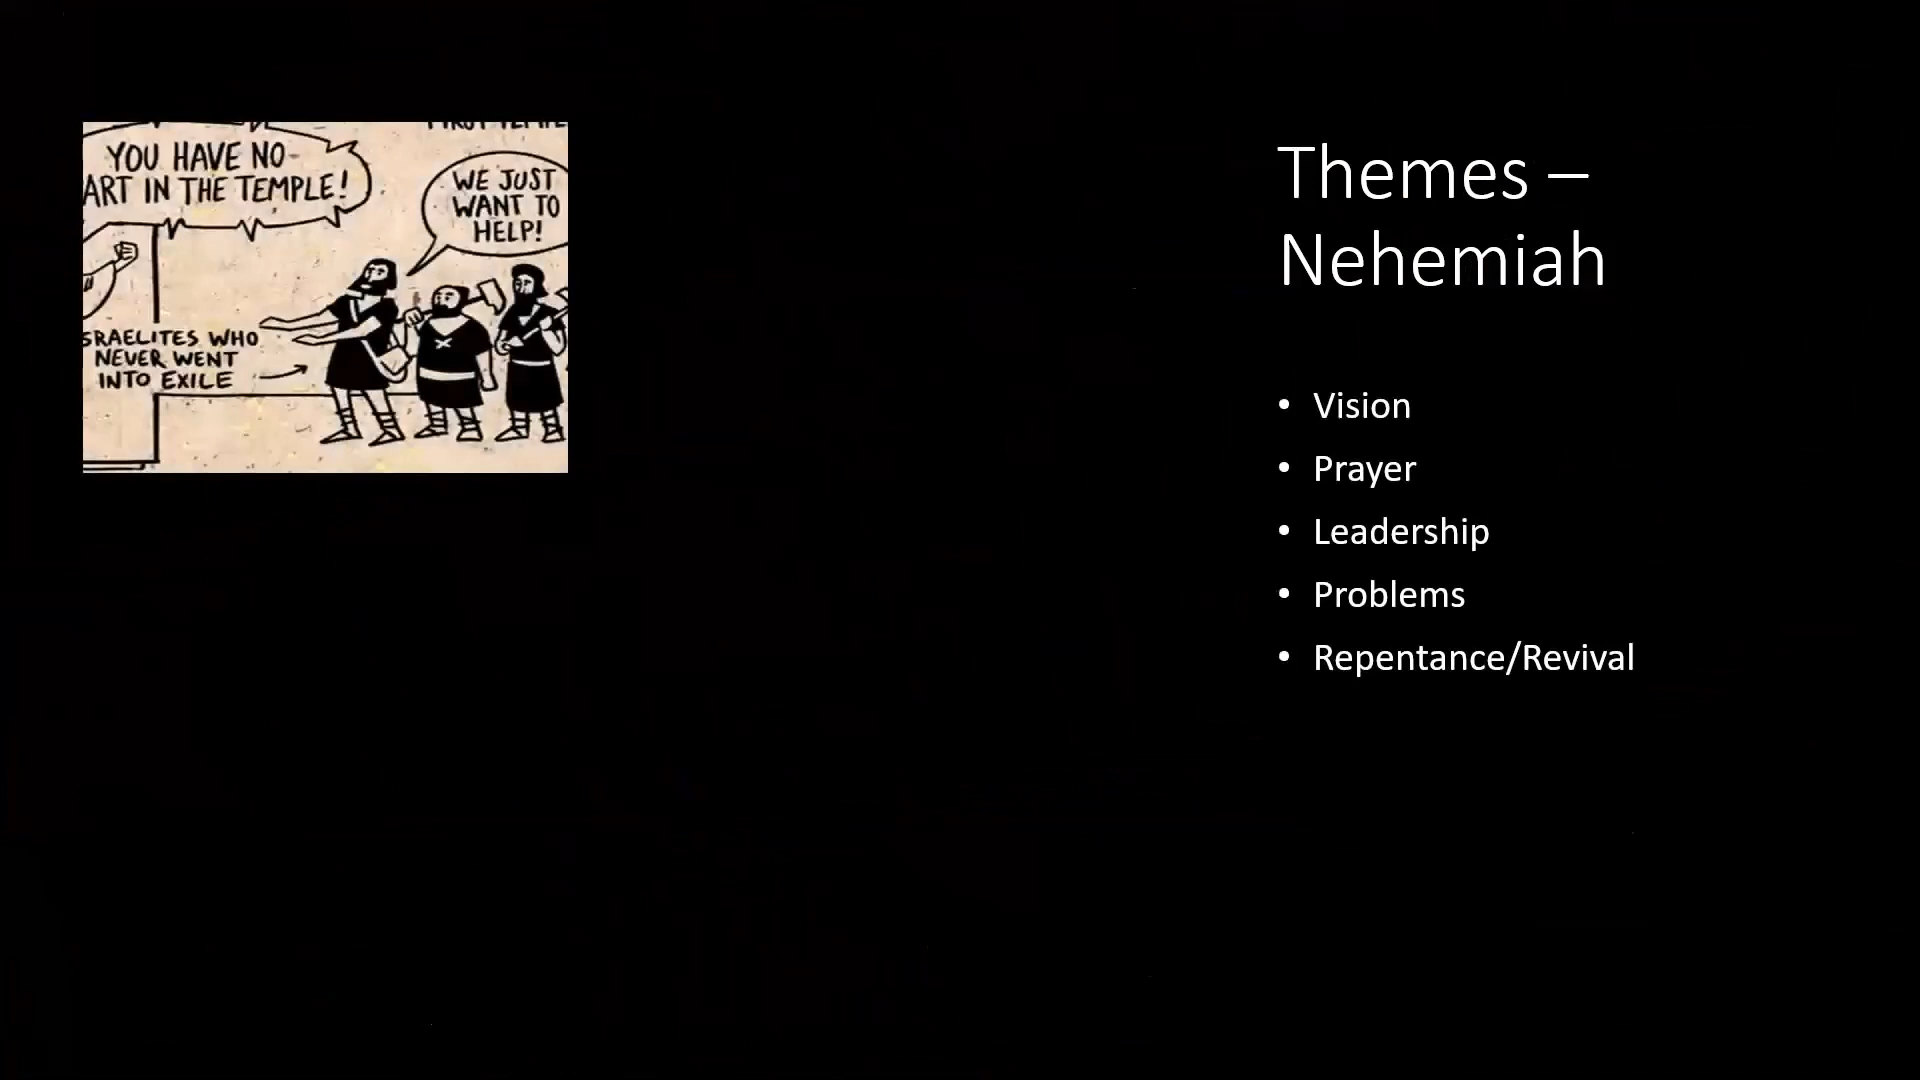 YOU HAVE NO
ART IN THE TEMPLE!
WE JUST
WANT TO
HELP!
SRAELITES WHO
NEVER WENT
INTO EXILE
Themes –
Nehemiah
• Vision
• Prayer
• Leadership
• Problems
• Repentance/Revival